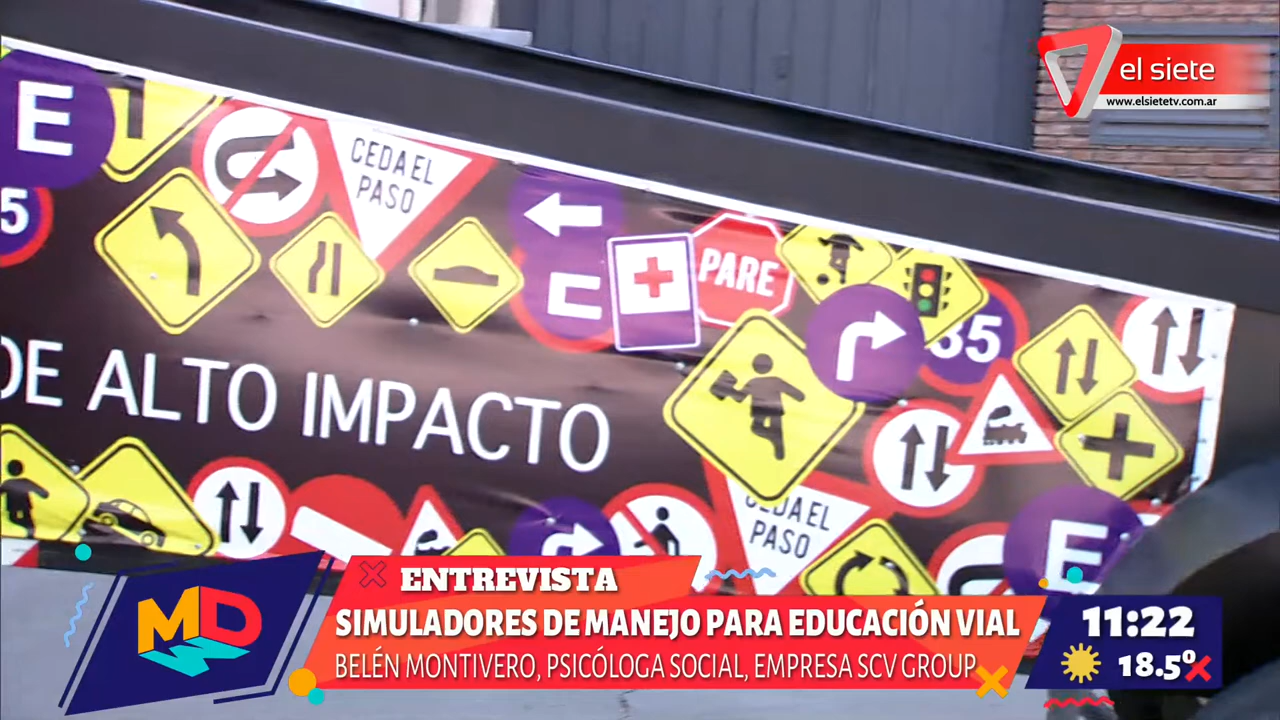 el siete
www.elsietetv.com.ar
E
CEDA EL
PASO
5
E
PARE
35
DE ALTO IMPACTO
CEDA EL
PASO
E
ENTREVISTA
SIMULADORES DE MANEJO PARA EDUCACIÓN VIAL
BELÉN MONTIVERO, PSICÓLOGA SOCIAL, EMPRESA SCV GROUP
MD
11:22
18.5º